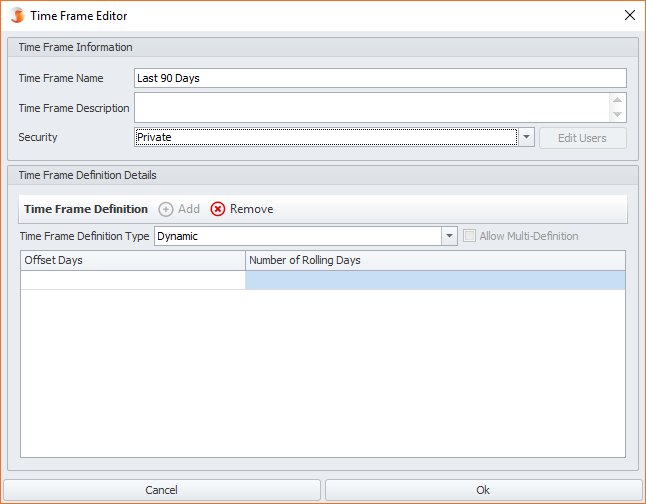 Time Frame Editor
Time Frame Information
Time Frame Name Last 90 Days
Time Frame Description
Security Private Edit Users
Time Frame Definition Details
Time Frame Definition Add Remove
Time Frame Definition Type Dynamic Allow Multi-Definition
Offset Days Number of Rolling Days
Cancel Ok